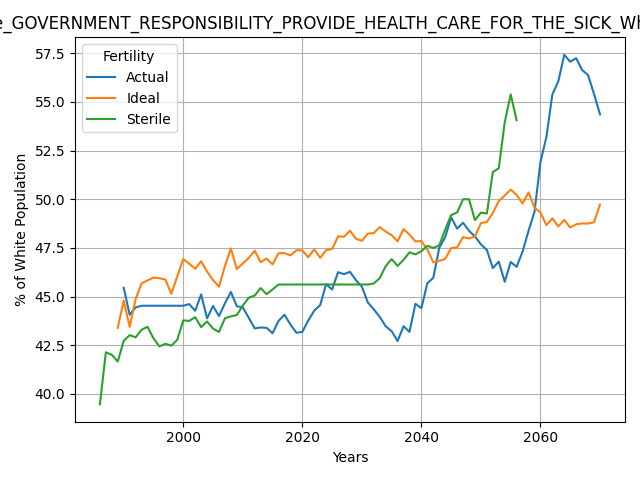 e_GOVERNMENT_RESPONSIBILITY_PROVIDE_HEALTH_CARE_FOR_THE_SICK_Wh
Fertility
Actual
Ideal
Sterile
57.5
55.0
52.5
50.0
47.5
45.0
42.5
40.0
% of White Population
2000
2020
2040
2060
Years